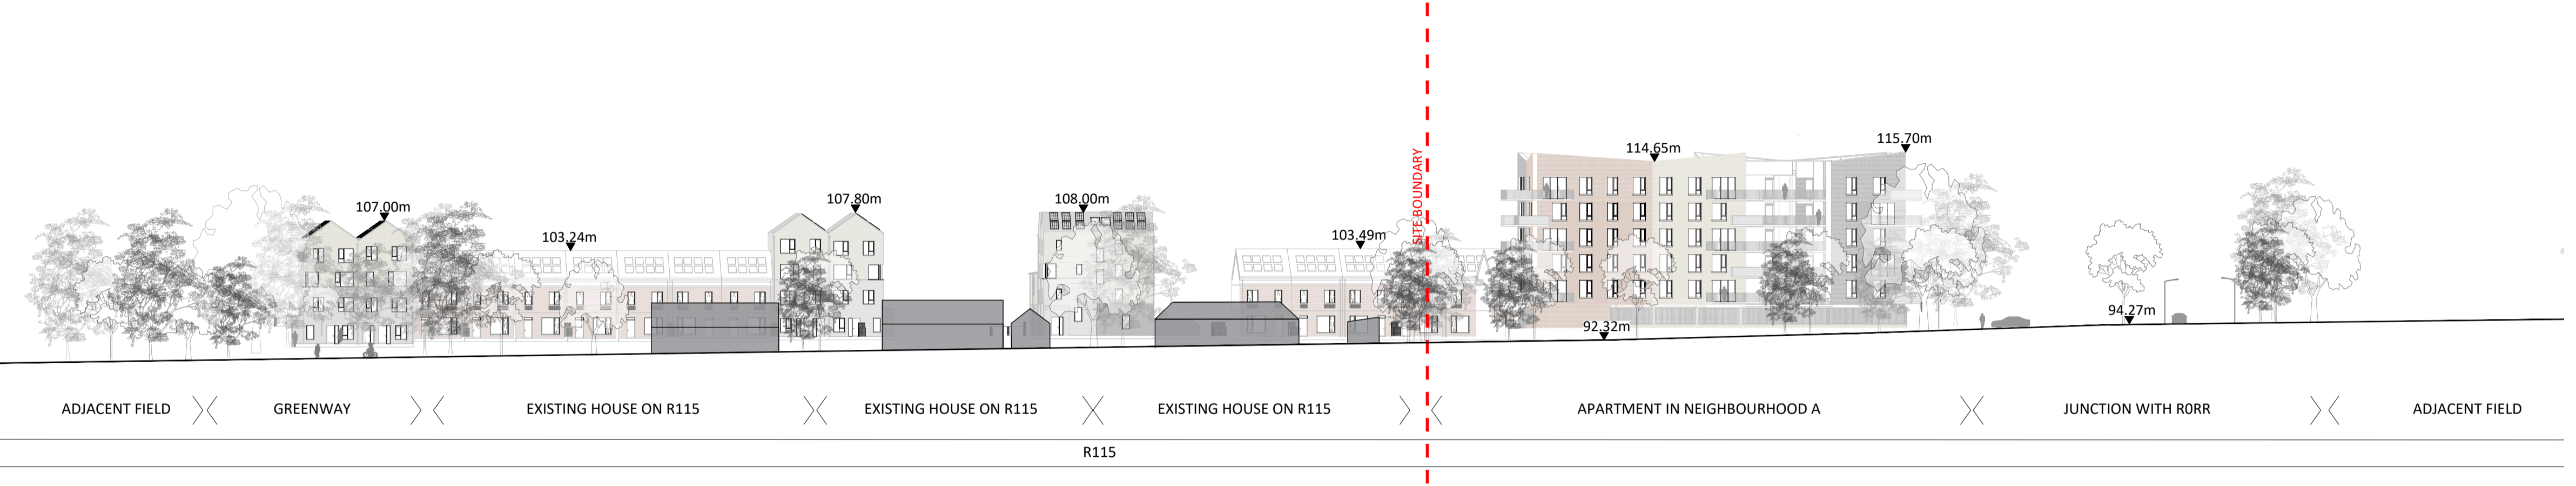 115.70m
114.65m
107.80m
108.00m
107.00m
103.24m
103.49m
SITE BOUNDARY
92.32m
94.27m
ADJACENT FIELD
GREENWAY
EXISTING HOUSE ON R115
EXISTING HOUSE ON R115
EXISTING HOUSE ON R115
APARTMENT IN NEIGHBOURHOOD A
JUNCTION WITH R0RR
ADJACENT FIELD
R115